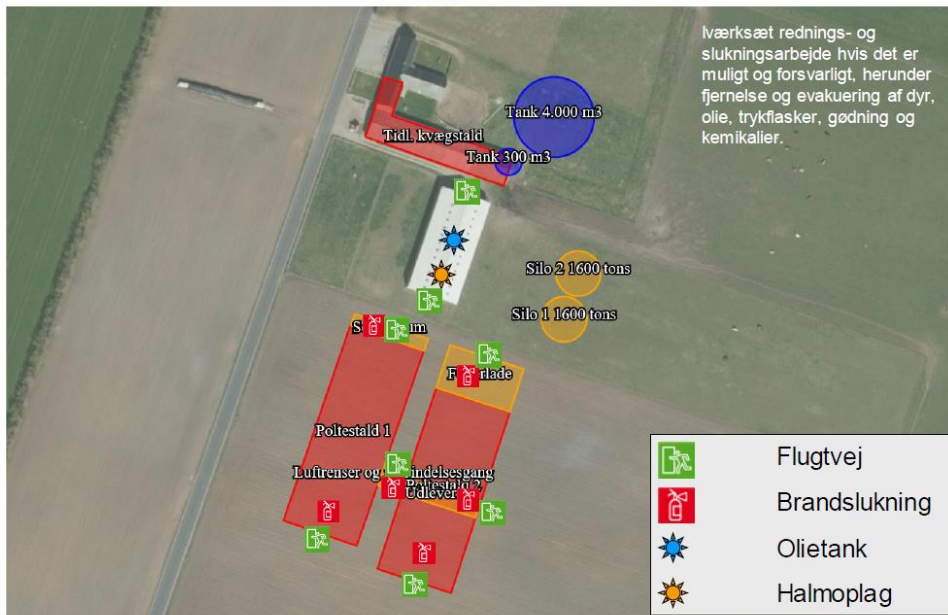 Iværksæt rednings- og
slukningsarbejde hvis det er
muligt og forsvarligt, herunder
fjernelse og evakuering af dyr,
olie, trykflasker, gødning og
kemikalier.
Tank 4.000 m3
Tidl. kvægstald
Tank 300 m3
Silo 2 1600 tons
Silo 1 1600 tons
Poltestald 1
Luftrenser og
Poltestald 2
Flugtvej
Brandslukning
Olietank
Halmoplag